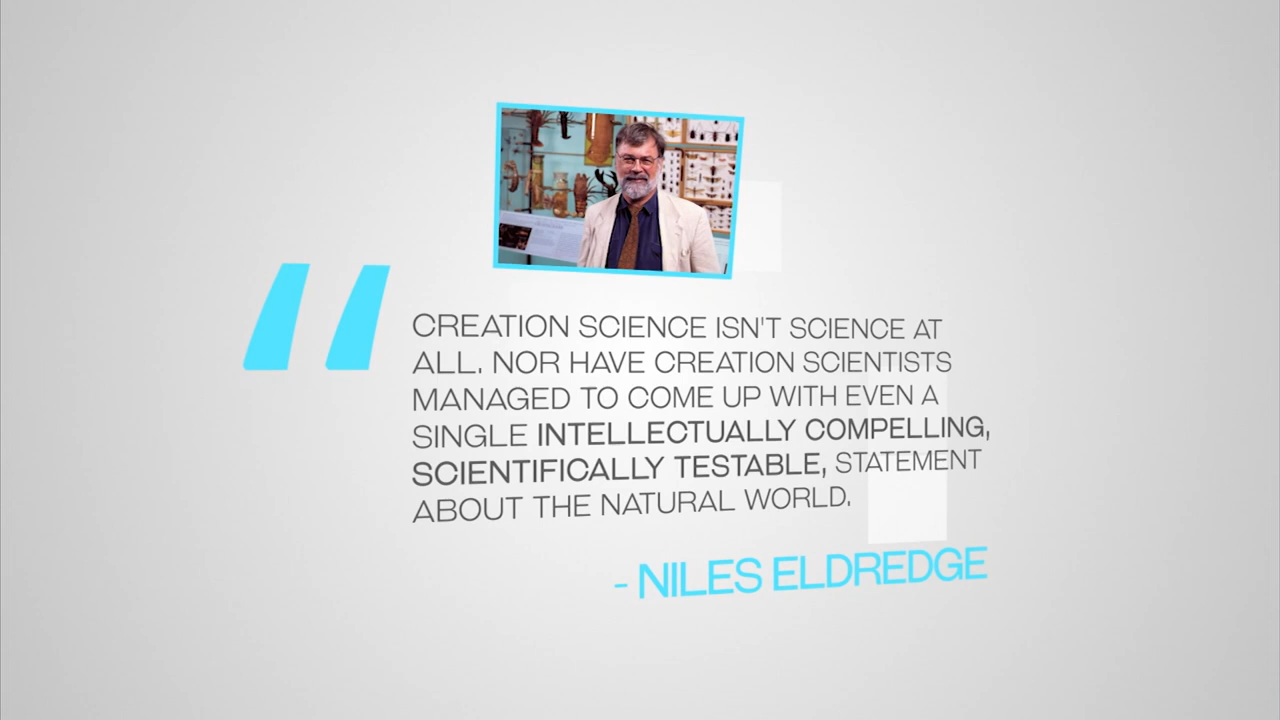 CREATION SCIENCE ISN'T SCIENCE AT
ALL. NOR HAVE CREATION SCIENTISTS
MANAGED TO COME UP WITH EVEN A
SINGLE INTELLECTUALLY COMPELLING,
SCIENTIFICALLY TESTABLE, STATEMENT
ABOUT THE NATURAL WORLD.
- NILES ELDREDGE